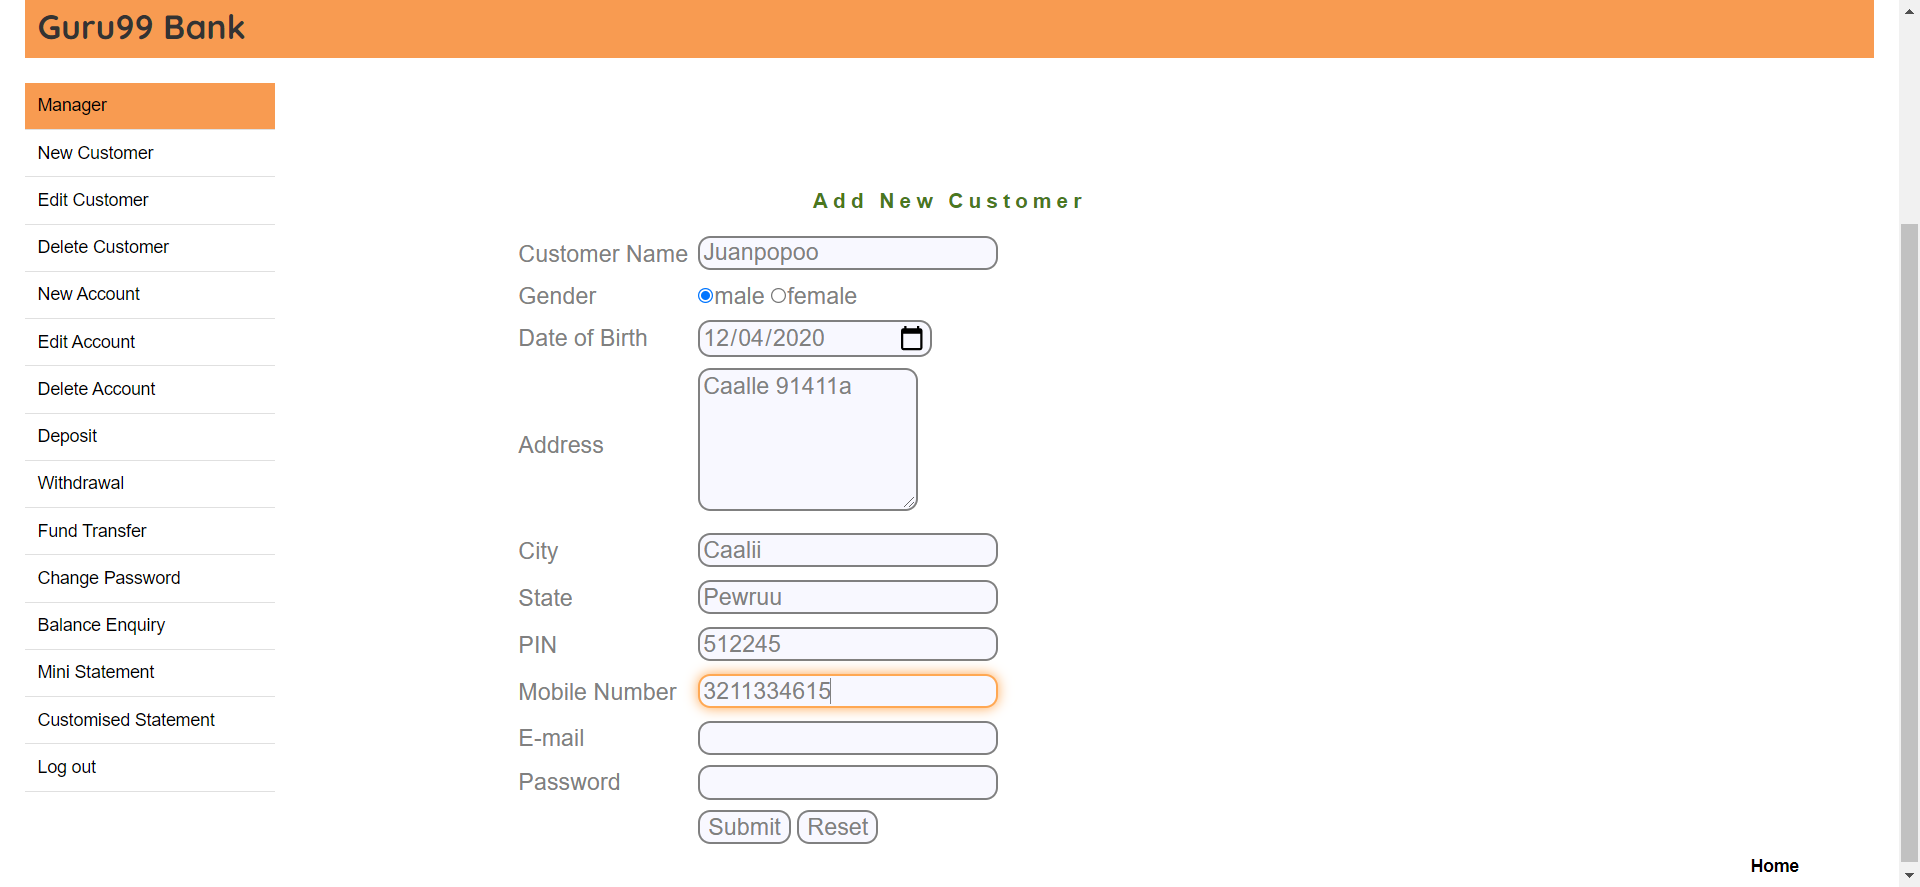 Guru99 Bank
Manager
New Customer
Edit Customer
Delete Customer
New Account
Edit Account
Delete Account
Deposit
Withdrawal
Fund Transfer
Change Password
Balance Enquiry
Mini Statement
Customised Statement
Log out
Add New Customer
Customer Name Juanpopoo
Gender male female
Date of Birth 12/04/2020
Address Caalle 91411a
City Caalii
State Pewruu
PIN 512245
Mobile Number 3211334615
E-mail
Password
Submit Reset
Home